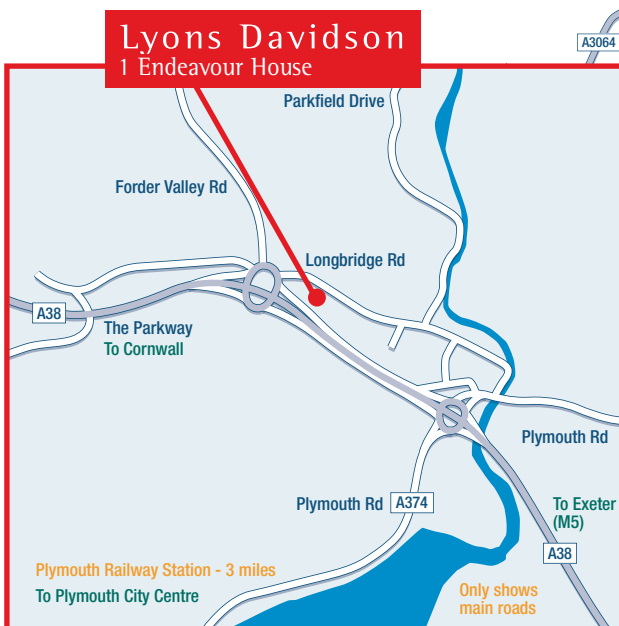 Lyons Davidson
1 Endeavour House
A3064
Parkfield Drive
Forder Valley Rd
Longbridge Rd
A38
The Parkway
To Cornwall
Plymouth Rd
Plymouth Rd
A374
To Exeter
(M5)
A38
Plymouth Railway Station - 3 miles
To Plymouth City Centre
Only shows
main roads